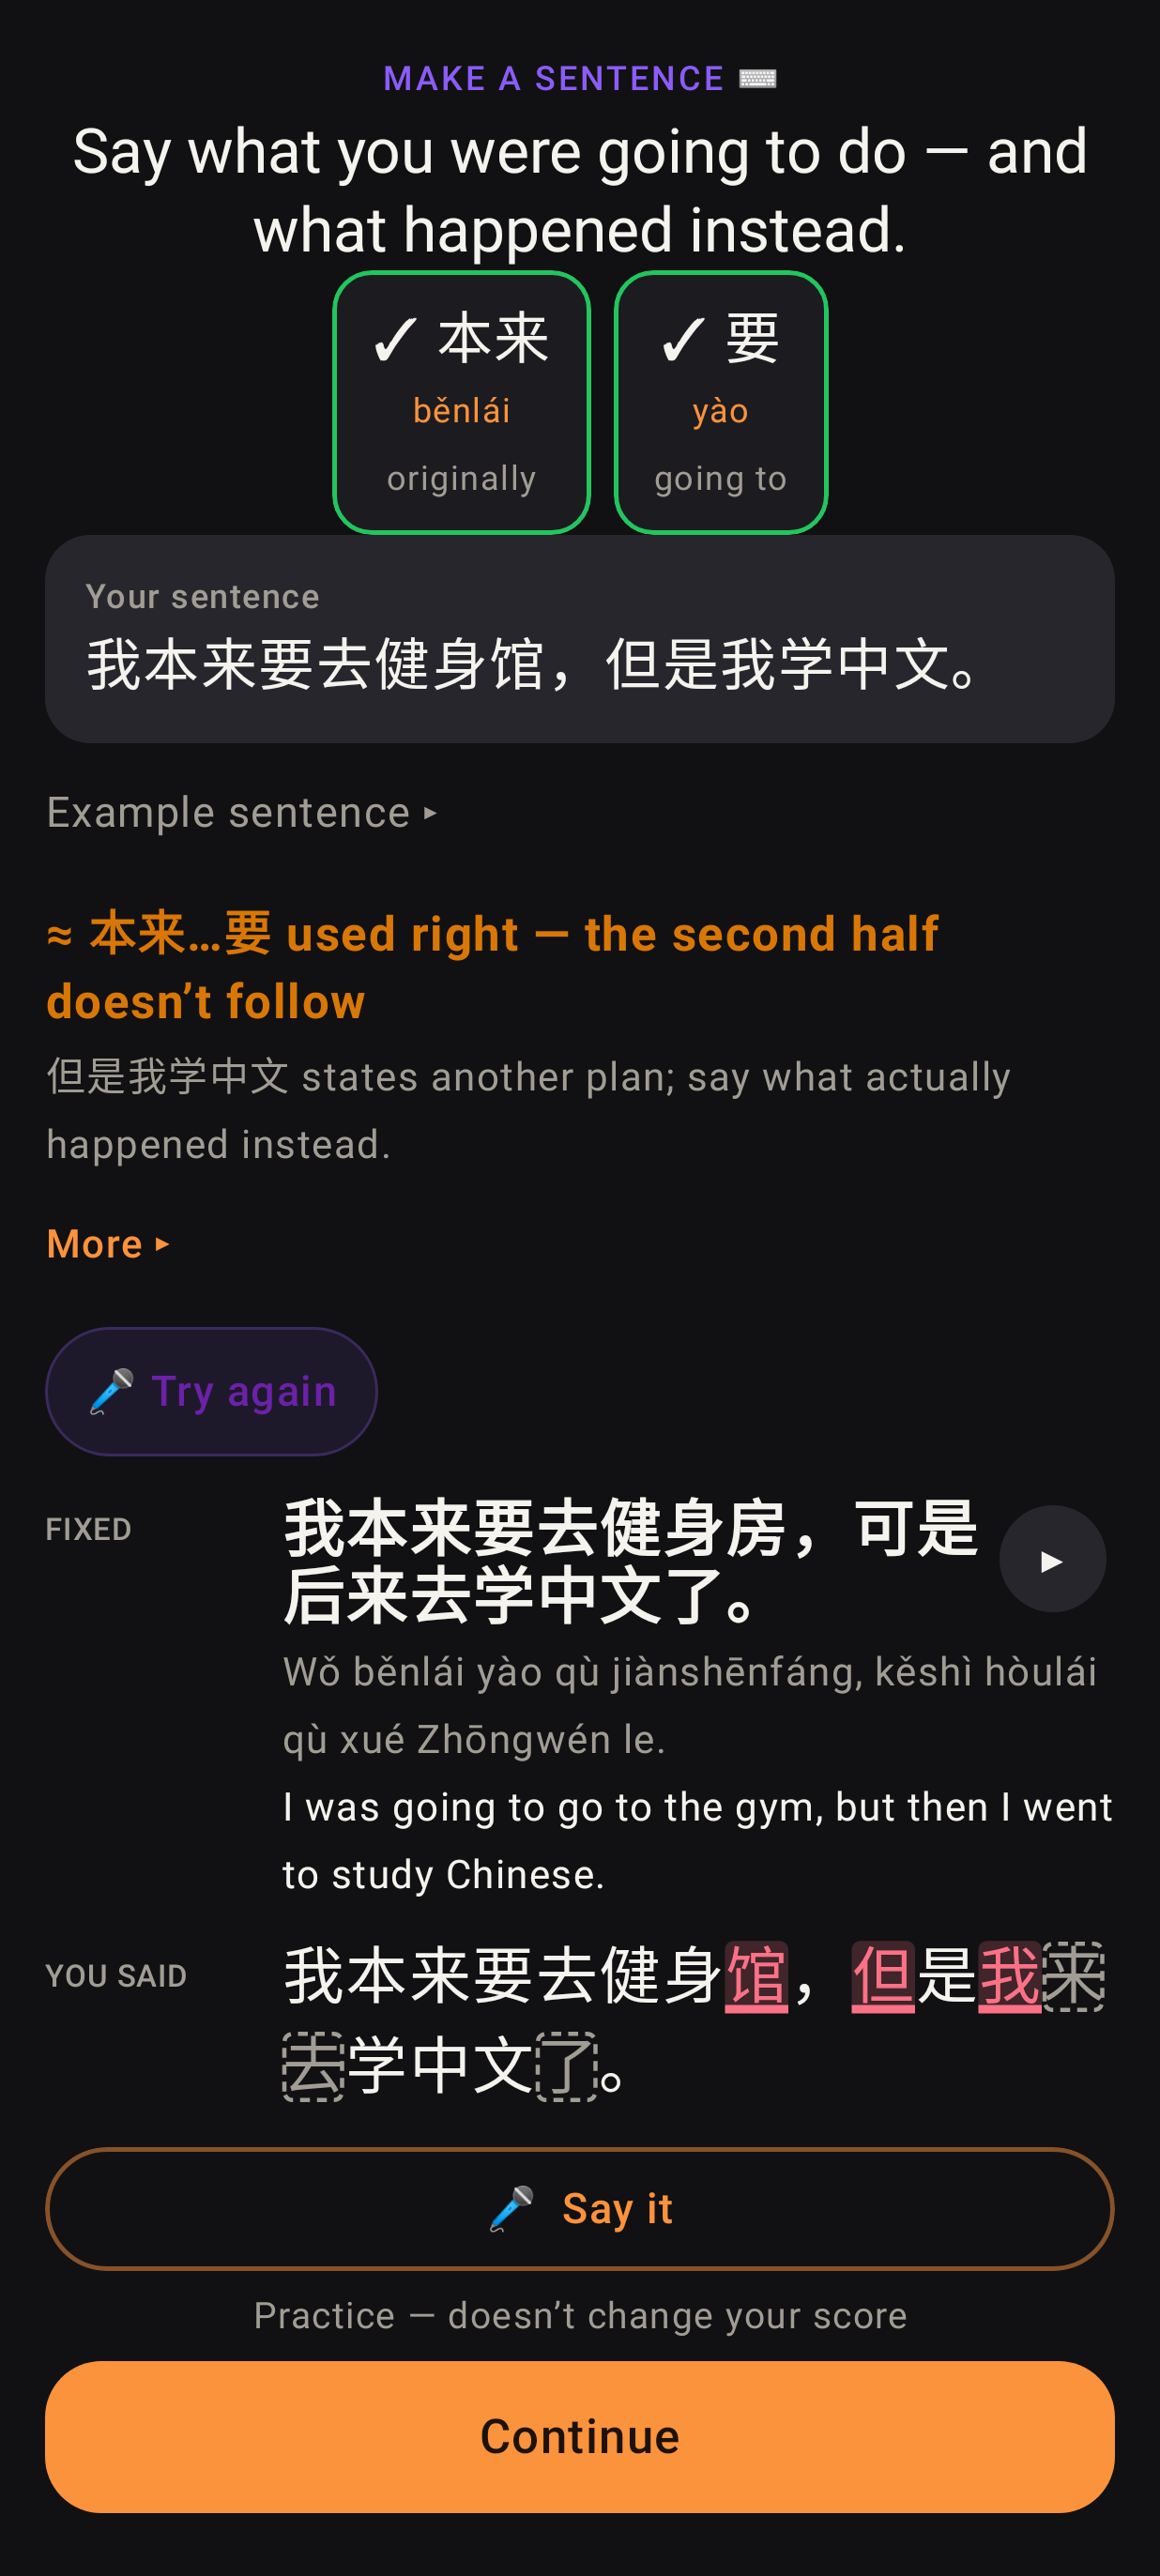 MAKE A SENTENCE ⌨
Say what you were going to do — and
what happened instead.
✓ 本来 ✓ 要
běnlái yào
originally going to
Your sentence
我本来要去健身馆，但是我学中文。
Example sentence ▸
≈ 本来…要 used right — the second half
doesn’t follow
但是我学中文 states another plan; say what actually
happened instead.
More ▸
🎤 Try again
FIXED
我本来要去健身房，可是
后来去学中文了。
▶
Wǒ běnlái yào qù jiànshēnfáng, kěshì hòulái
qù xué Zhōngwén le.
I was going to go to the gym, but then I went
to study Chinese.
YOU SAID
我本来要去健身馆，但是我来
去学中文了。
🎤 Say it
Practice — doesn’t change your score
Continue